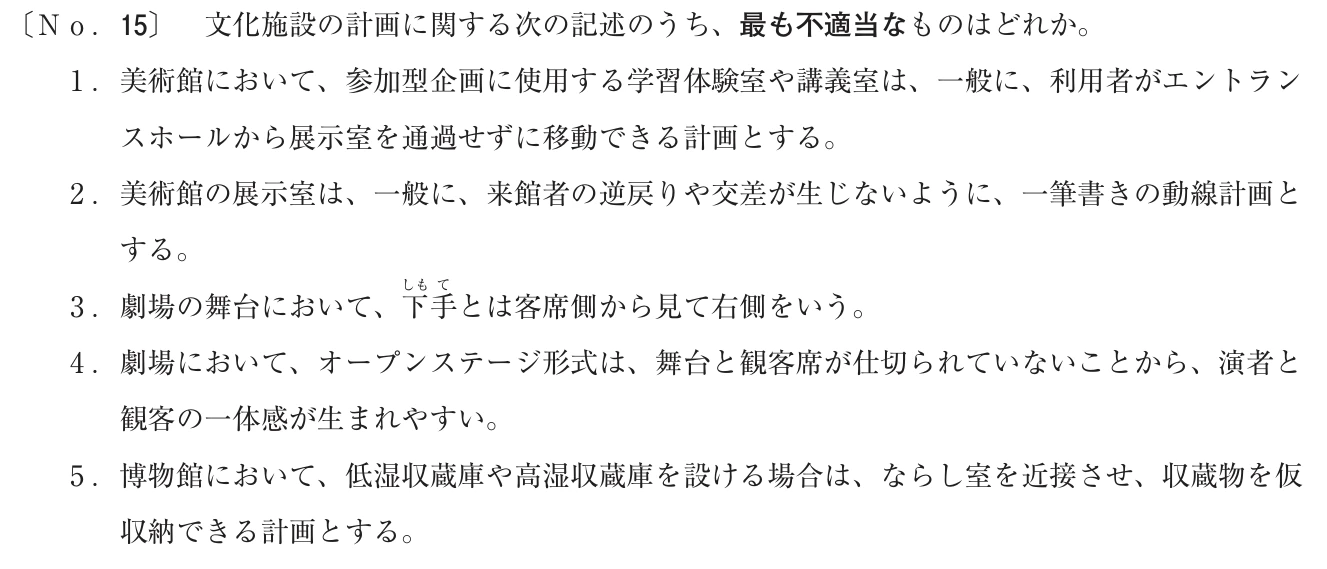 〔No. 15〕 文化施設の計画に関する次の記述のうち、最も不適当なものはどれか。
1. 美術館において、参加型企画に使用する学習体験室や講義室は、一般に、利用者がエントラン
スホールから展示室を通過せずに移動できる計画とする。
2. 美術館の展示室は、一般に、来館者の逆戻りや交差が生じないように、一筆書きの動線計画と
する。
しもて
3. 劇場の舞台において、下手とは客席側から見て右側をいう。
4. 劇場において、オープンステージ形式は、舞台と観客席が仕切られていないことから、演者と
観客の一体感が生まれやすい。
5. 博物館において、低湿収蔵庫や高湿収蔵庫を設ける場合は、ならし室を近接させ、収蔵物を仮
収納できる計画とする。